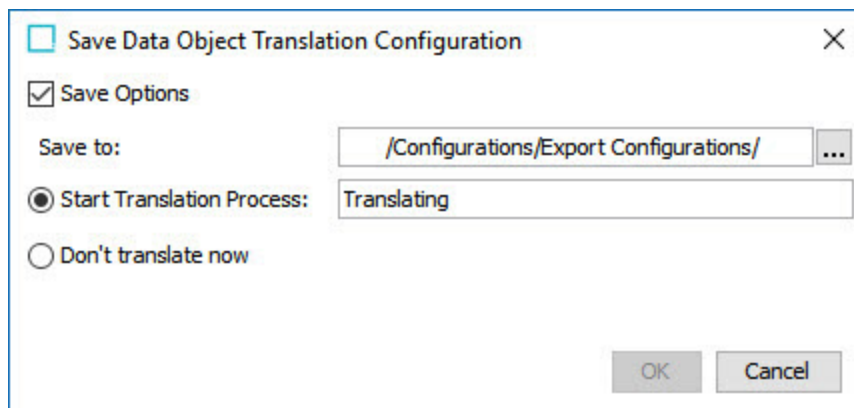 Save Data Object Translation Configuration
Save Options
Save to: /Configurations/Export Configurations/ ...
Start Translation Process: Translating
Don't translate now
OK Cancel